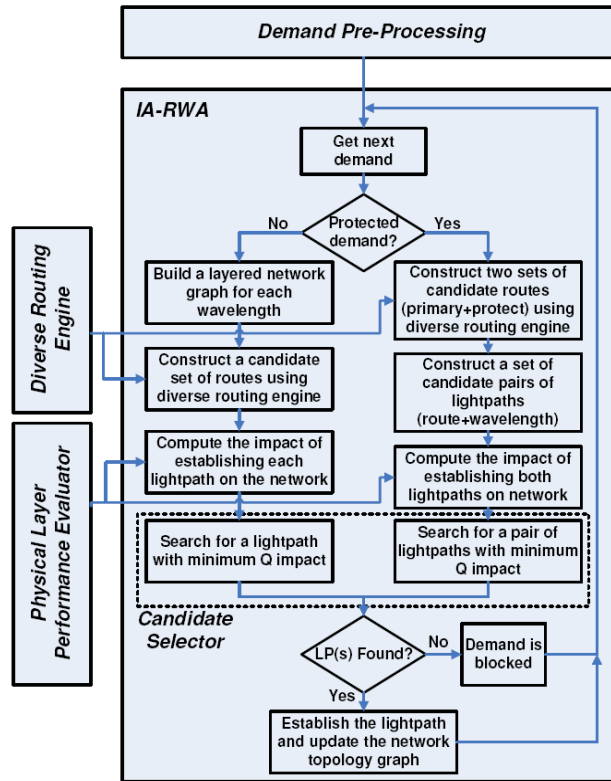 Demand Pre-Processing
IA-RWA
Get next
demand
Protected
demand?
No
Yes
Build a layered network
graph for each
wavelength
Construct two sets of
candidate routes
(primary+protect) using
diverse routing engine
Diverse Routing
Engine
Construct a candidate
set of routes using
diverse routing engine
Construct a set of
candidate pairs of
lightpaths
(route+wavelength)
Physical Layer
Performance Evaluator
Compute the impact of
establishing each
lightpath on the network
Compute the impact of
establishing both
lightpaths on network
Search for a lightpath
with minimum Q impact
Search for a pair of
lightpaths with minimum
Q impact
Candidate
Selector
LP(s) Found?
No
Demand is
blocked
Yes
Establish the lightpath
and update the network
topology graph